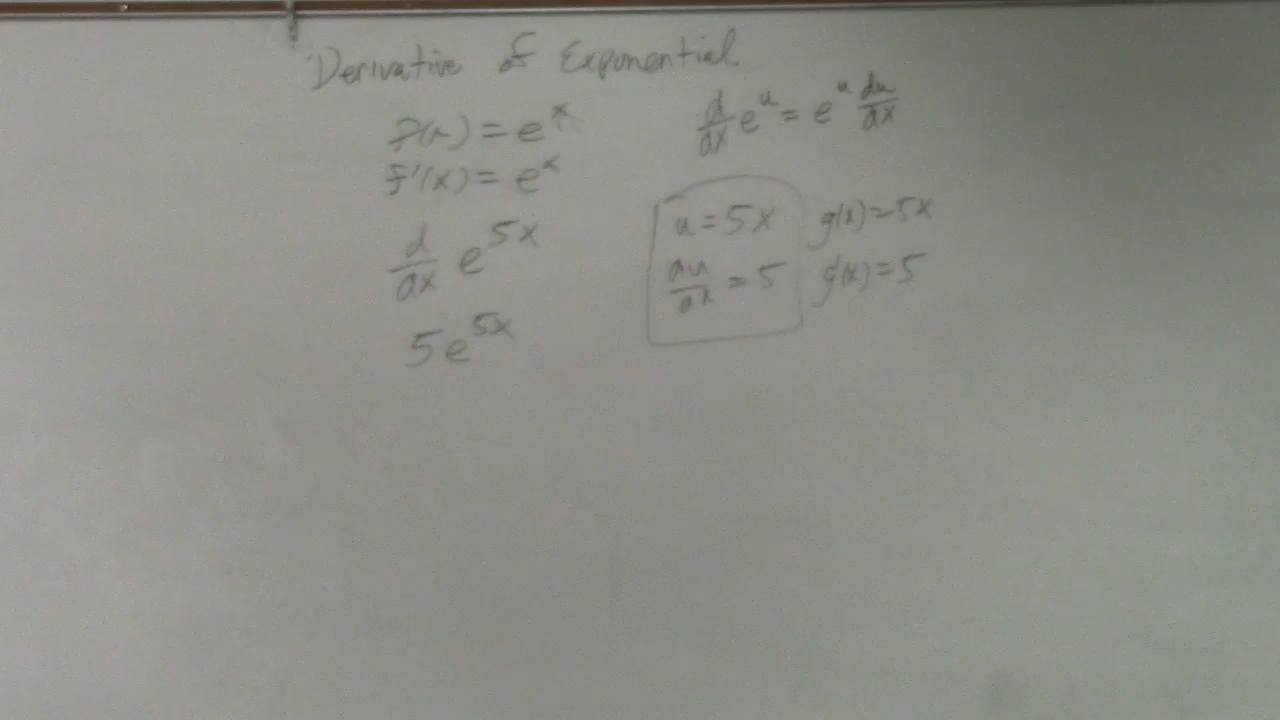 Derivative of Exponential
f(x) = e^x
f'(x) = e^x
d/dx e^{5x}
5e^{5x}
d/dx e^u = e^u du/dx
u = 5x
du/dx = 5
g(x) = 5x
g'(x) = 5